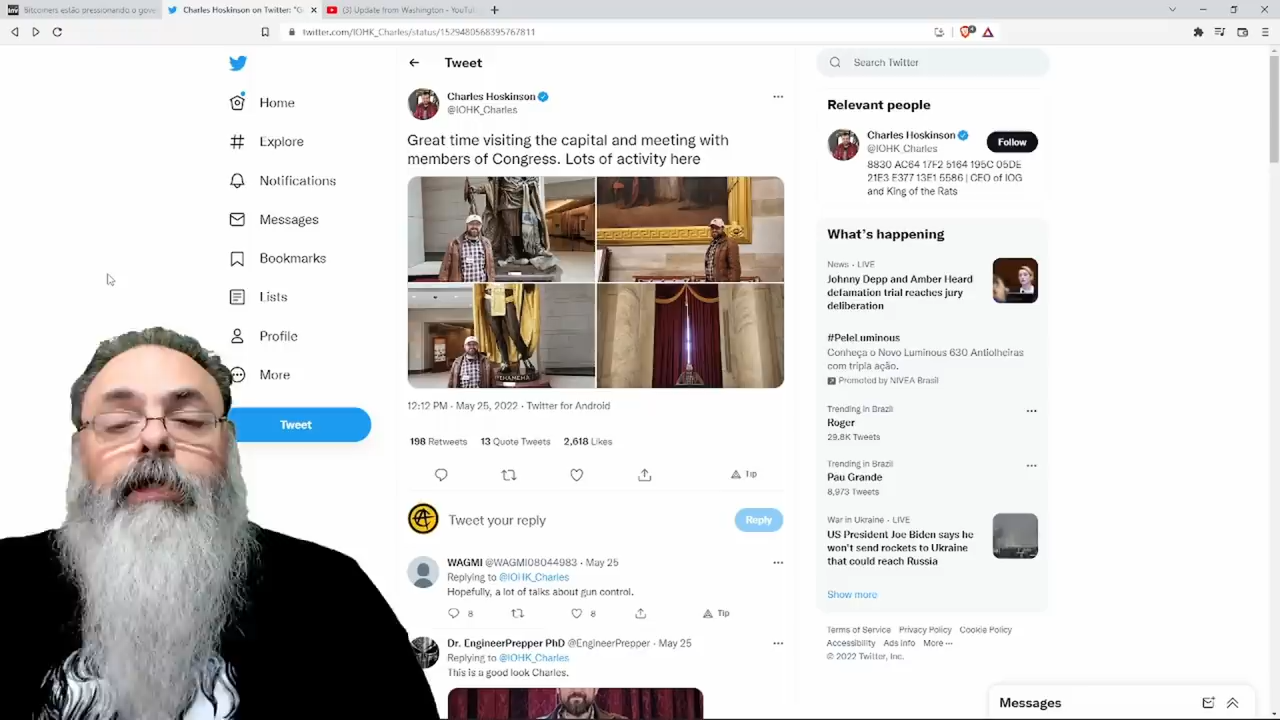 Bitcoiners estão pressionando o gove
Charles Hoskinson on Twitter: "G
(3) Update from Washington - YouTu
twitter.com/IOHK_Charles/status/1529480568395767811
Home
Explore
Notifications
Messages
Bookmarks
Lists
Profile
More
Tweet
Tweet
Charles Hoskinson
@IOHK_Charles
Great time visiting the capital and meeting with
members of Congress. Lots of activity here
12:12 PM · May 25, 2022 · Twitter for Android
198 Retweets 13 Quote Tweets 2,618 Likes
Tip
Tweet your reply
Reply
WAGMI @WAGMI08044983 · May 25
Replying to @IOHK_Charles
Hopefully, a lot of talks about gun control.
8 8 Tip
Dr. EngineerPrepper PhD @EngineerPrepper · May 25
Replying to @IOHK_Charles
This is a good look Charles.
Search Twitter
Relevant people
Charles Hoskinson
@IOHK_Charles
Follow
8830 AC64 17F2 5164 195C 05DE
21E3 E377 13E1 5586 | CEO of IOG
and King of the Rats
What's happening
News · LIVE
Johnny Depp and Amber Heard
defamation trial reaches jury
deliberation
#PeleLuminous
Conheça o Novo Luminous 630 Antiolheiras
com tripla ação.
Promoted by NIVEA Brasil
Trending in Brazil
Roger
29.8K Tweets
Trending in Brazil
Pau Grande
8,973 Tweets
War in Ukraine · LIVE
US President Joe Biden says he
won't send rockets to Ukraine
that could reach Russia
Show more
Terms of Service Privacy Policy Cookie Policy
Accessibility Ads info More ···
© 2022 Twitter, Inc.
Messages